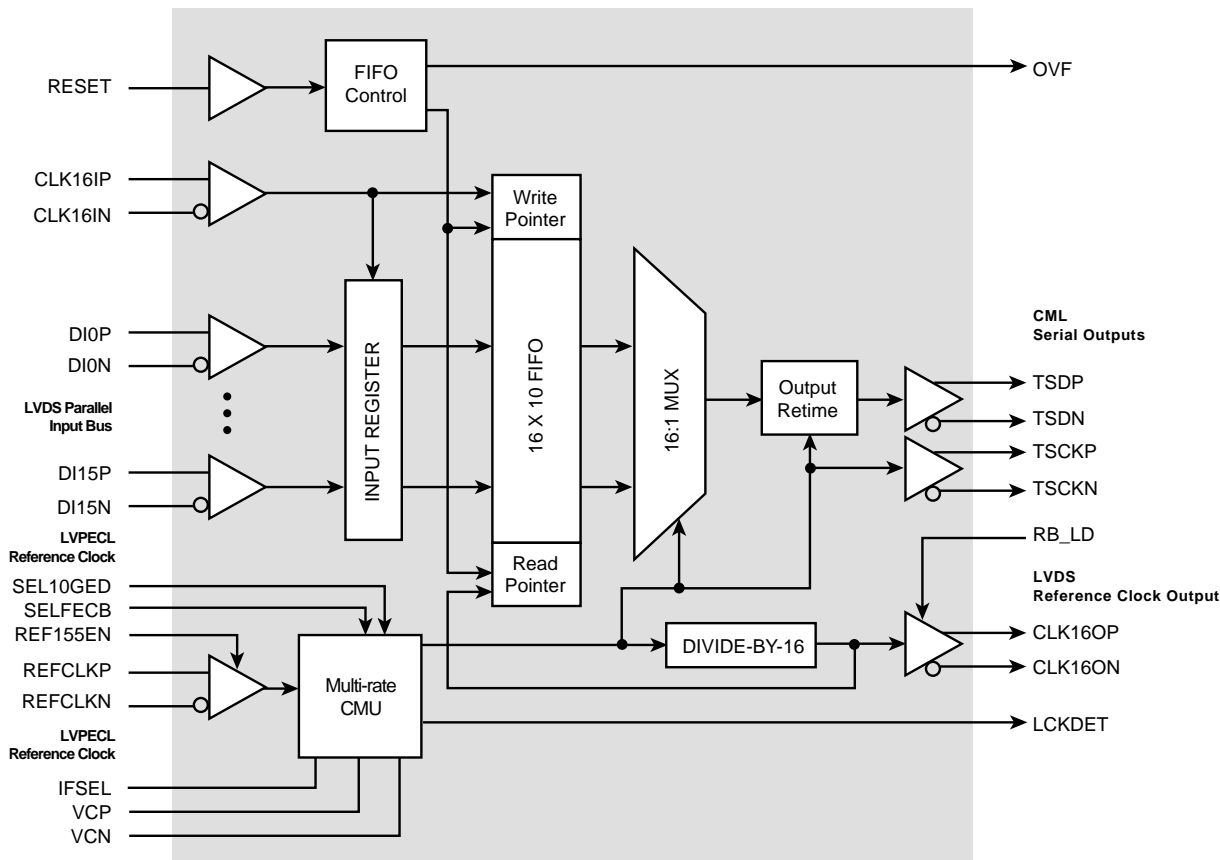 RESET
FIFO
Control
OVF
CLK16IP
CLK16IN
Write
Pointer
DI0P
DI0N
LVDS Parallel
Input Bus
DI15P
DI15N
INPUT REGISTER
16 X 10 FIFO
16:1 MUX
Output
Retime
CML
Serial Outputs
TSDP
TSDN
TSCKP
TSCKN
RB_LD
LVDS
Reference Clock Output
CLK16OP
CLK16ON
LCKDET
Read
Pointer
DIVIDE-BY-16
LVPECL
Reference Clock
SEL10GED
SELFECB
REF155EN
REFCLKP
REFCLKN
Multi-rate
CMU
LVPECL
Reference Clock
IFSEL
VCP
VCN